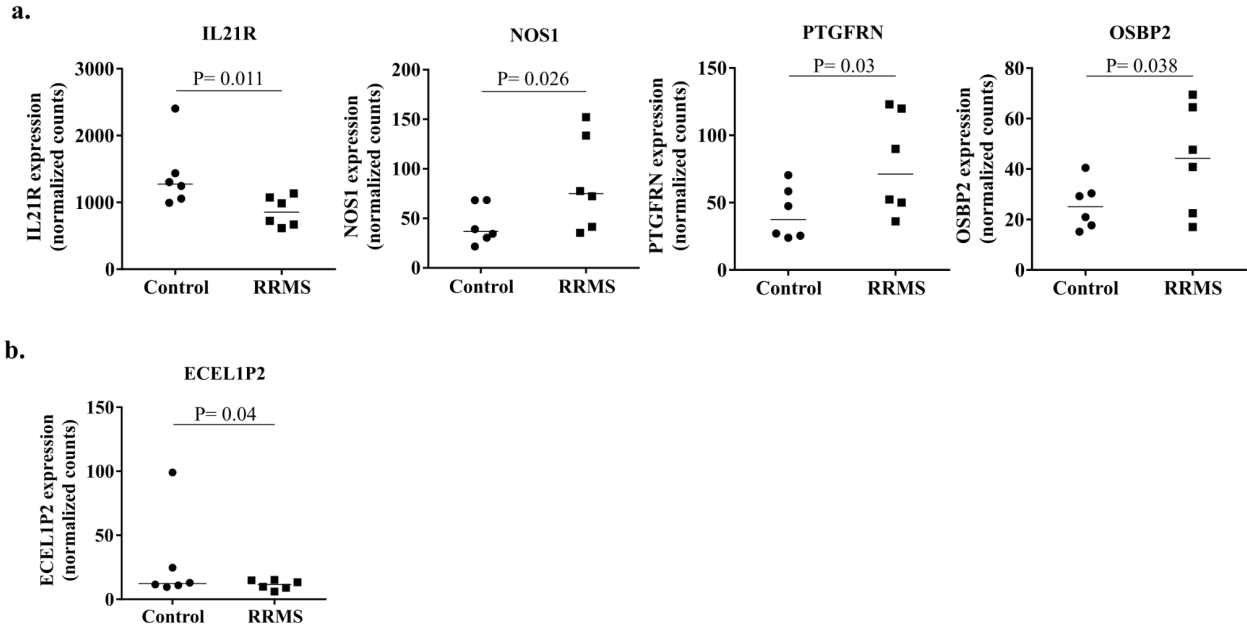 a.
IL21R
IL21R expression
(normalized counts)
3000
2000
1000
0
P= 0.011
Control
RRMS
NOS1
NOS1 expression
(normalized counts)
200
150
100
50
0
P= 0.026
Control
RRMS
PTGFRN
PTGFRN expression
(normalized counts)
150
100
50
0
P= 0.03
Control
RRMS
OSBP2
OSBP2 expression
(normalized counts)
80
60
40
20
0
P= 0.038
Control
RRMS
b.
ECEL1P2
ECEL1P2 expression
(normalized counts)
150
100
50
0
P= 0.04
Control
RRMS